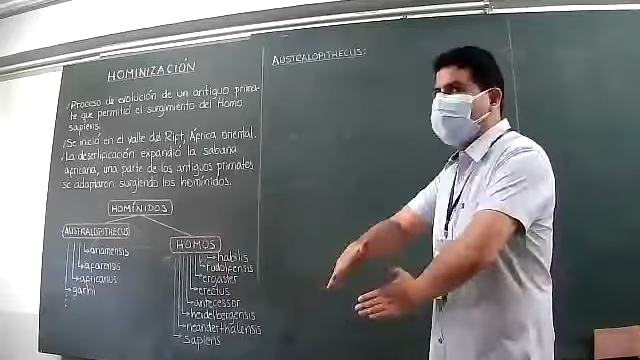 HOMINIZACIÓN
Proceso de evolución de un antiguo prima-
te que permitió el surgimiento del Homo
sapiens.
Se inició en el valle del Rift, África oriental.
La desertificación expandió la sabana
africana, una parte de los antiguos primates
se adaptaron surgiendo los homínidos.
HOMÍNIDOS
AUSTRALOPITHECUS
anamensis
afarensis
africanus
garhi
HOMOS
habilis
rudolfensis
ergaster
erectus
antecessor
heidelbergensis
neanderthalensis
sapiens
AUSTRALOPITHECUS: